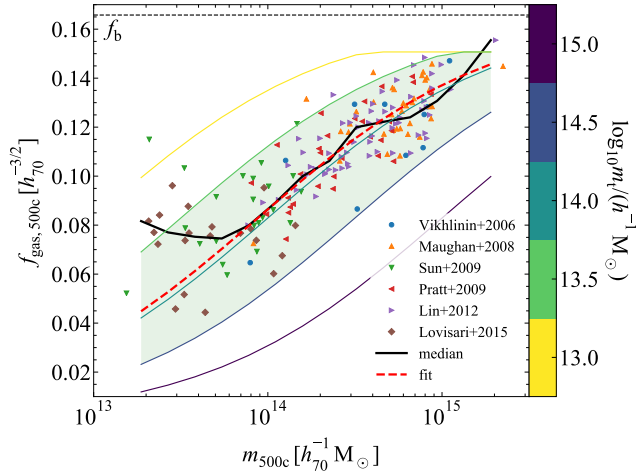 f_b
0.16
0.14
0.12
0.10
0.08
0.06
0.04
0.02
f_gas,500c [h_70^-3/2]
10^13
10^14
10^15
m_500c [h_70^-1 M_⊙]
Vikhlinin+2006
Maughan+2008
Sun+2009
Pratt+2009
Lin+2012
Lovisari+2015
median
fit
15.0
14.5
14.0
13.5
13.0
log_10 m_t/(h^-1 M_⊙)